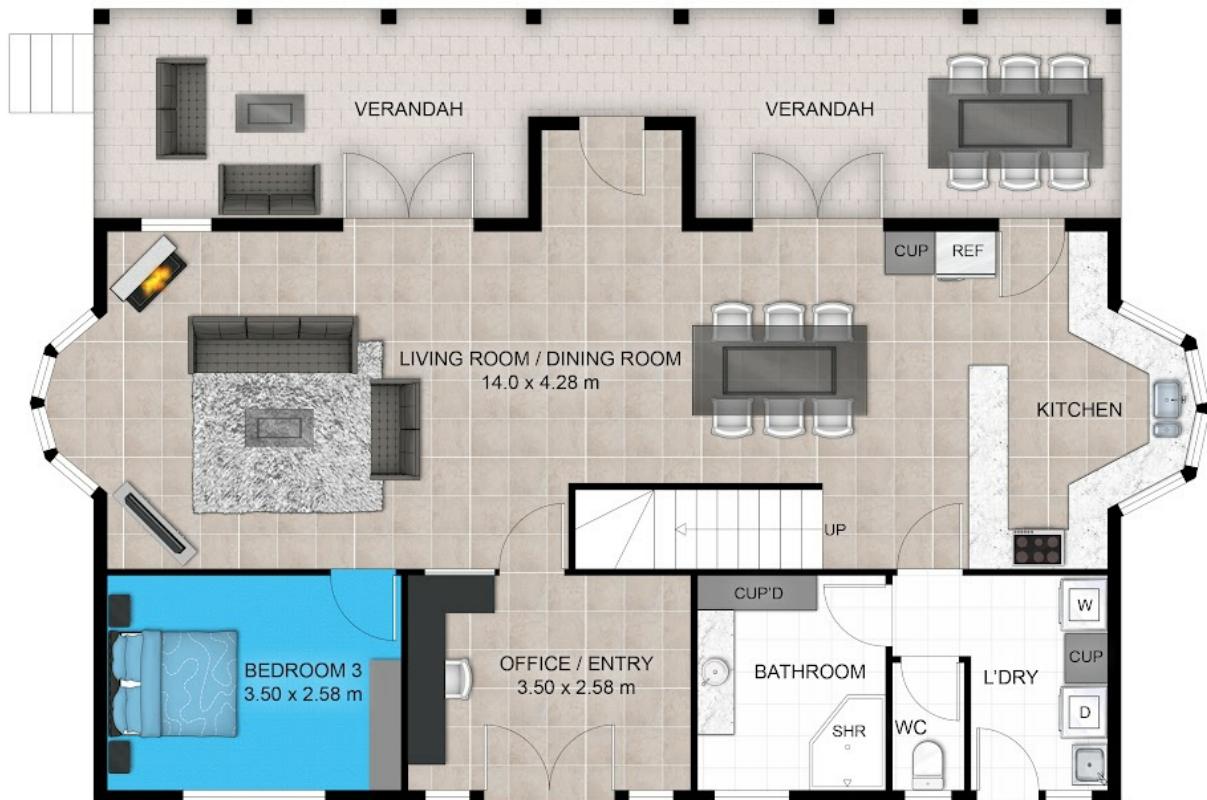 VERANDAH
VERANDAH
CUP
REF
LIVING ROOM / DINING ROOM
14.0 x 4.28 m
KITCHEN
UP
CUP'D
W
BEDROOM 3
3.50 x 2.58 m
OFFICE / ENTRY
3.50 x 2.58 m
BATHROOM
L'DRY
CUP
D
WC
SHR